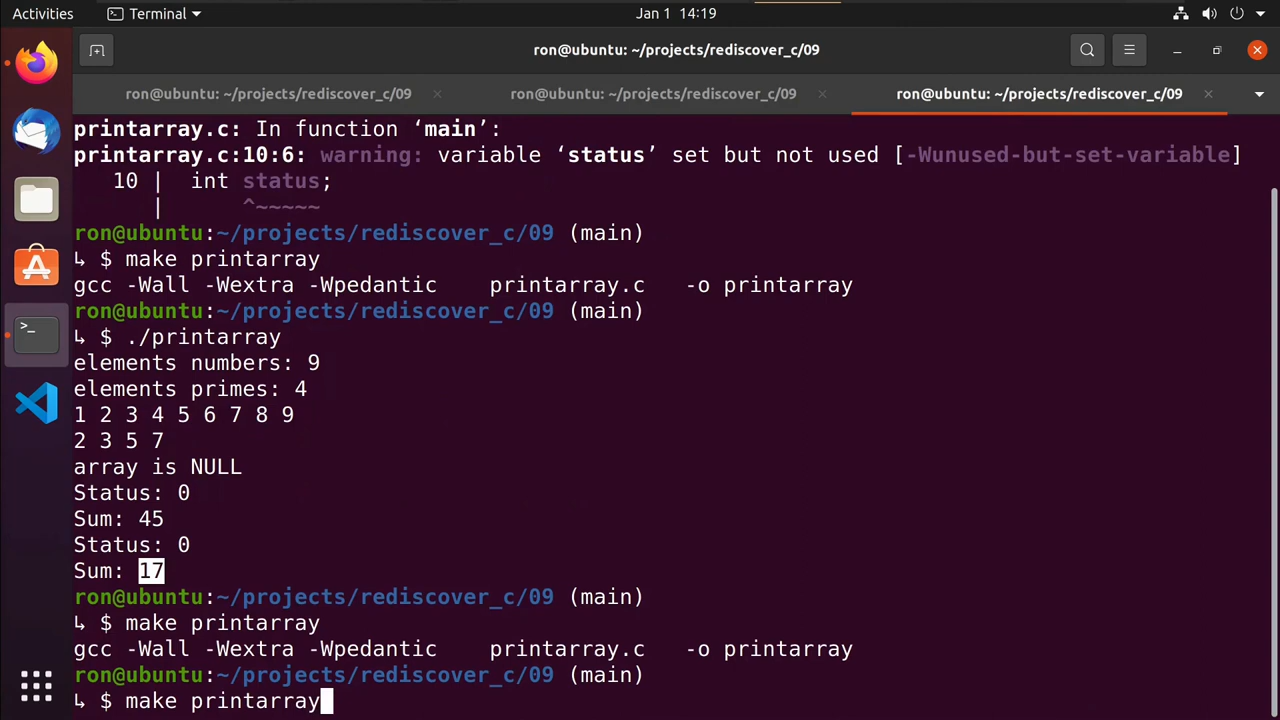 Activities
Terminal
Jan 1 14:19
ron@ubuntu: ~/projects/rediscover_c/09
ron@ubuntu: ~/projects/rediscover_c/09 × ron@ubuntu: ~/projects/rediscover_c/09 × ron@ubuntu: ~/projects/rediscover_c/09 ×
printarray.c: In function ‘main’:
printarray.c:10:6: warning: variable ‘status’ set but not used [-Wunused-but-set-variable]
   10 |  int status;
      |      ^~~~~~
ron@ubuntu:~/projects/rediscover_c/09 (main)
↳ $ make printarray
gcc -Wall -Wextra -Wpedantic    printarray.c   -o printarray
ron@ubuntu:~/projects/rediscover_c/09 (main)
↳ $ ./printarray
elements numbers: 9
elements primes: 4
1 2 3 4 5 6 7 8 9
2 3 5 7
array is NULL
Status: 0
Sum: 45
Status: 0
Sum: 17
ron@ubuntu:~/projects/rediscover_c/09 (main)
↳ $ make printarray
gcc -Wall -Wextra -Wpedantic    printarray.c   -o printarray
ron@ubuntu:~/projects/rediscover_c/09 (main)
↳ $ make printarray